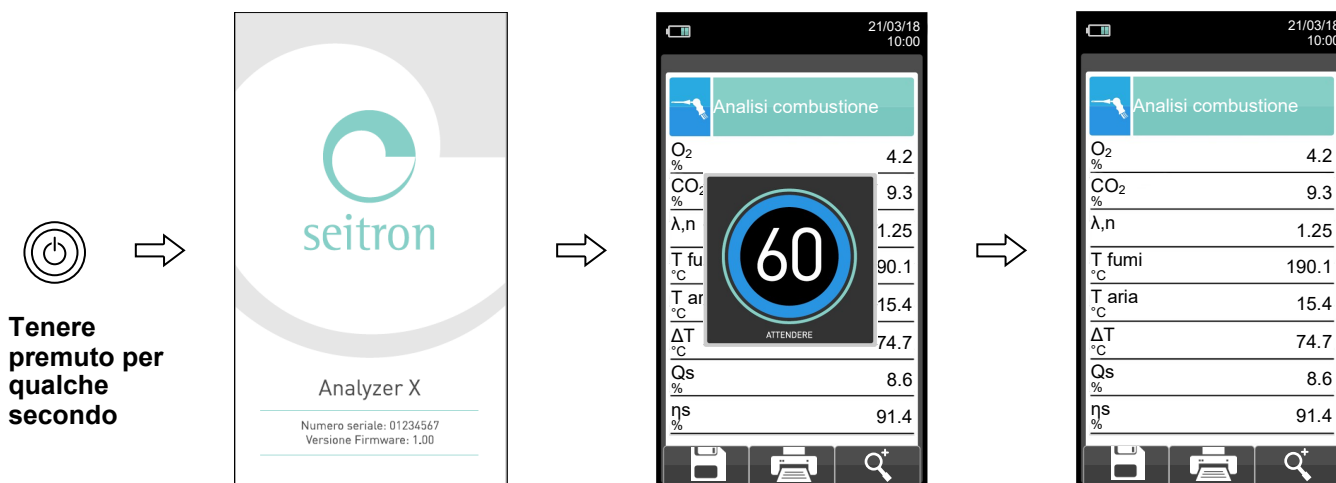 Tenere
premuto per
qualche
secondo
seitron
Analyzer X
Numero seriale: 01234567
Versione Firmware: 1.00
21/03/18
10:00
Analisi combustione
O₂
% 4.2
CO₂
% 9.3
λ,n 1.25
T fu
°C 90.1
T ar
°C 15.4
ΔT
°C 74.7
Qs
% 8.6
ηs
% 91.4
60
ATTENDERE
21/03/18
10:00
Analisi combustione
O₂
% 4.2
CO₂
% 9.3
λ,n 1.25
T fumi
°C 190.1
T aria
°C 15.4
ΔT
°C 74.7
Qs
% 8.6
ηs
% 91.4